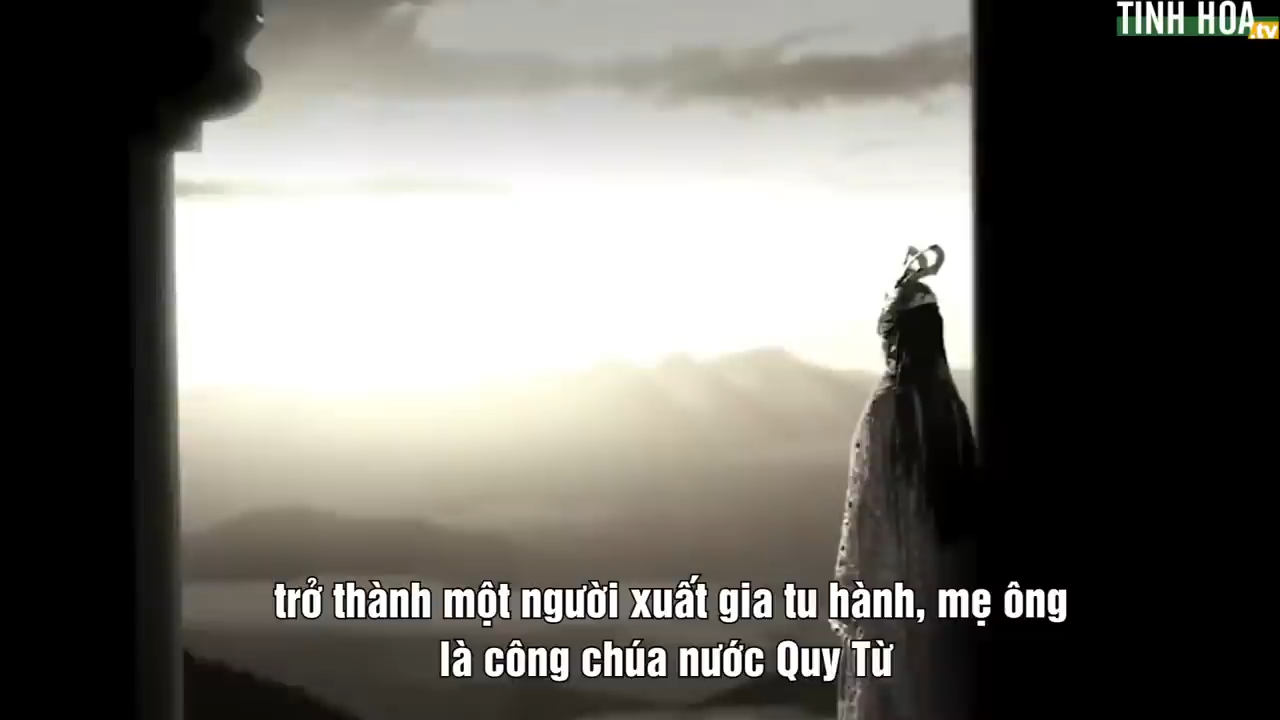 TINH HOA
.tv
trở thành một người xuất gia tu hành, mẹ ông
là công chúa nước Quy Từ